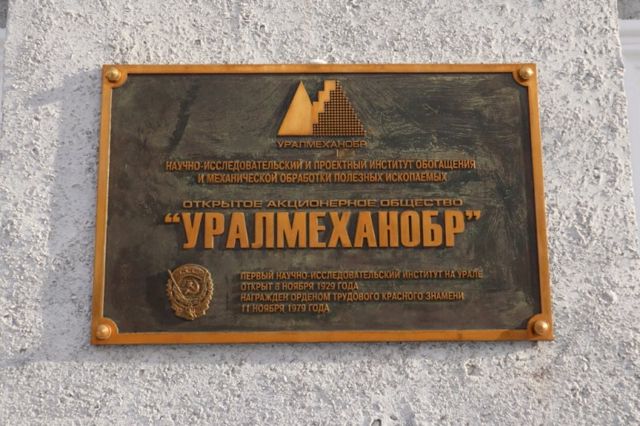 УРАЛМЕХАНОБР
НАУЧНО-ИССЛЕДОВАТЕЛЬСКИЙ И ПРОЕКТНЫЙ ИНСТИТУТ ОБОГАЩЕНИЯ
И МЕХАНИЧЕСКОЙ ОБРАБОТКИ ПОЛЕЗНЫХ ИСКОПАЕМЫХ
ОТКРЫТОЕ АКЦИОНЕРНОЕ ОБЩЕСТВО
“УРАЛМЕХАНОБР”
ПЕРВЫЙ НАУЧНО-ИССЛЕДОВАТЕЛЬСКИЙ ИНСТИТУТ НА УРАЛЕ
ОТКРЫТ 8 НОЯБРЯ 1929 ГОДА
НАГРАЖДЕН ОРДЕНОМ ТРУДОВОГО КРАСНОГО ЗНАМЕНИ
11 НОЯБРЯ 1979 ГОДА